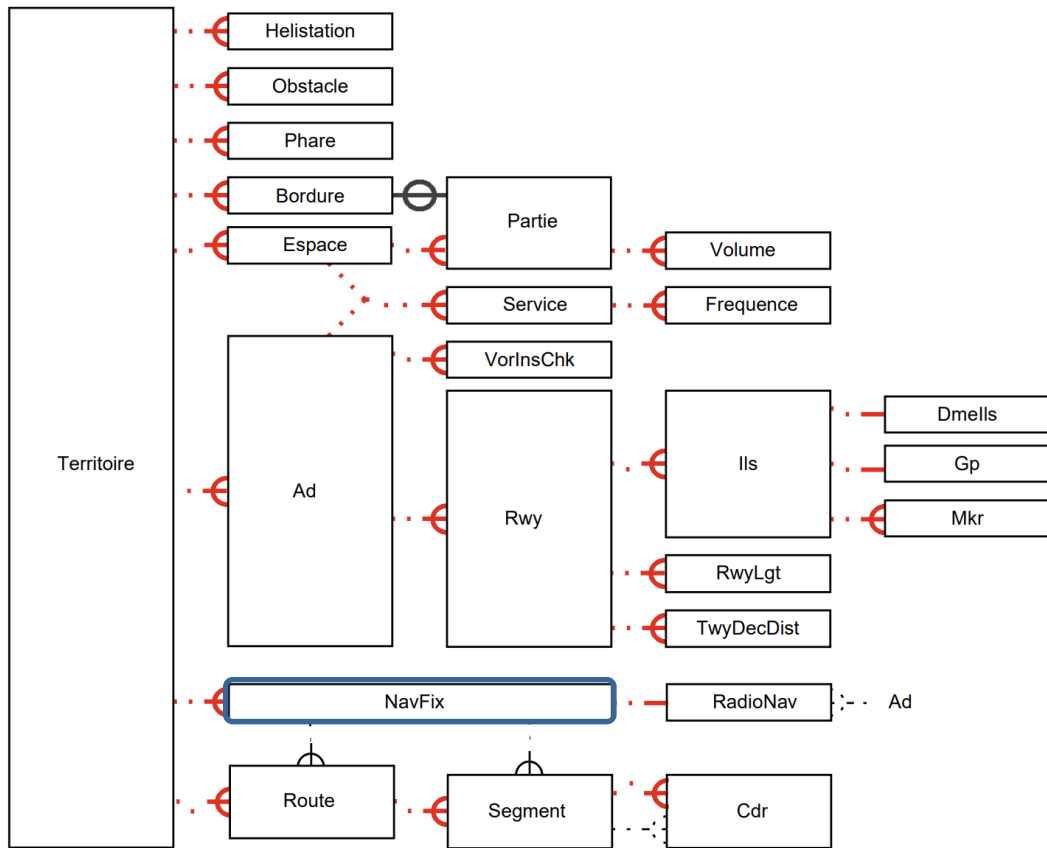 Helistation
Obstacle
Phare
Bordure
Partie
Espace
Volume
Service
Frequence
VorInsChk
DmeIls
Territoire
Ad
Rwy
Ils
Gp
Mkr
RwyLgt
TwyDecDist
NavFix
RadioNav
Ad
Route
Segment
Cdr